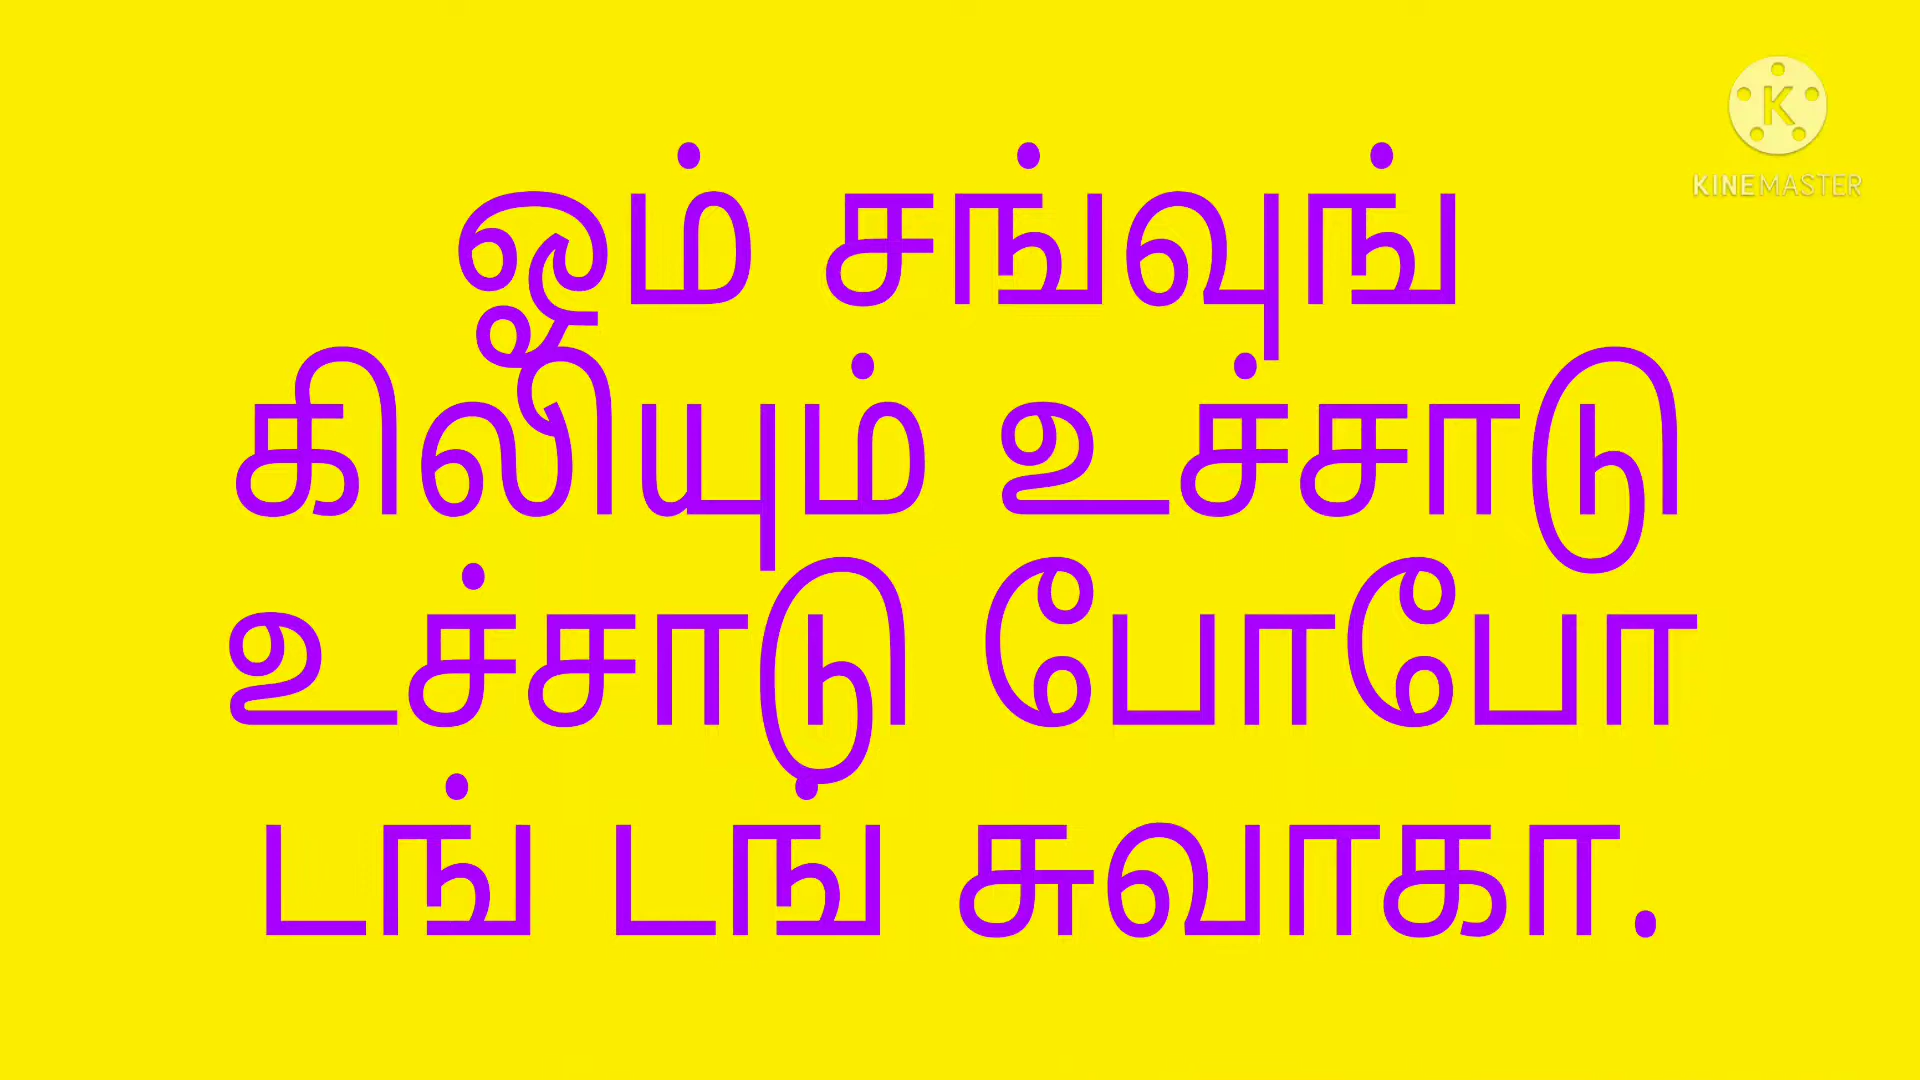 KINEMASTER
ஓம் சங்வுங்
கிலியும் உச்சாடு
உச்சாடு போபோ
டங் டங் சுவாகா.